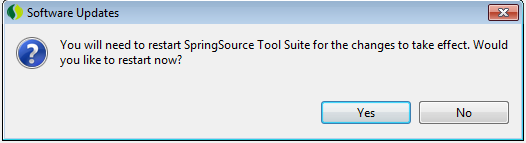 Software Updates
You will need to restart SpringSource Tool Suite for the changes to take effect. Would
you like to restart now?
Yes
No